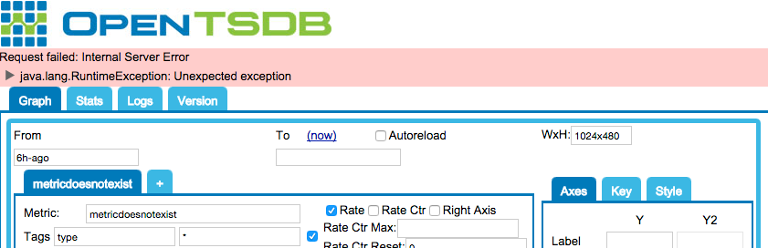 OPENTSDB
Request failed: Internal Server Error
java.lang.RuntimeException: Unexpected exception
Graph Stats Logs Version
From To (now) Autoreload WxH: 1024x480
6h-ago
metricdoesnotexist + Axes Key Style
Metric: metricdoesnotexist Rate Rate Ctr Right Axis Y Y2
Tags type * Rate Ctr Max:
Rate Ctr Reset: 0 Label